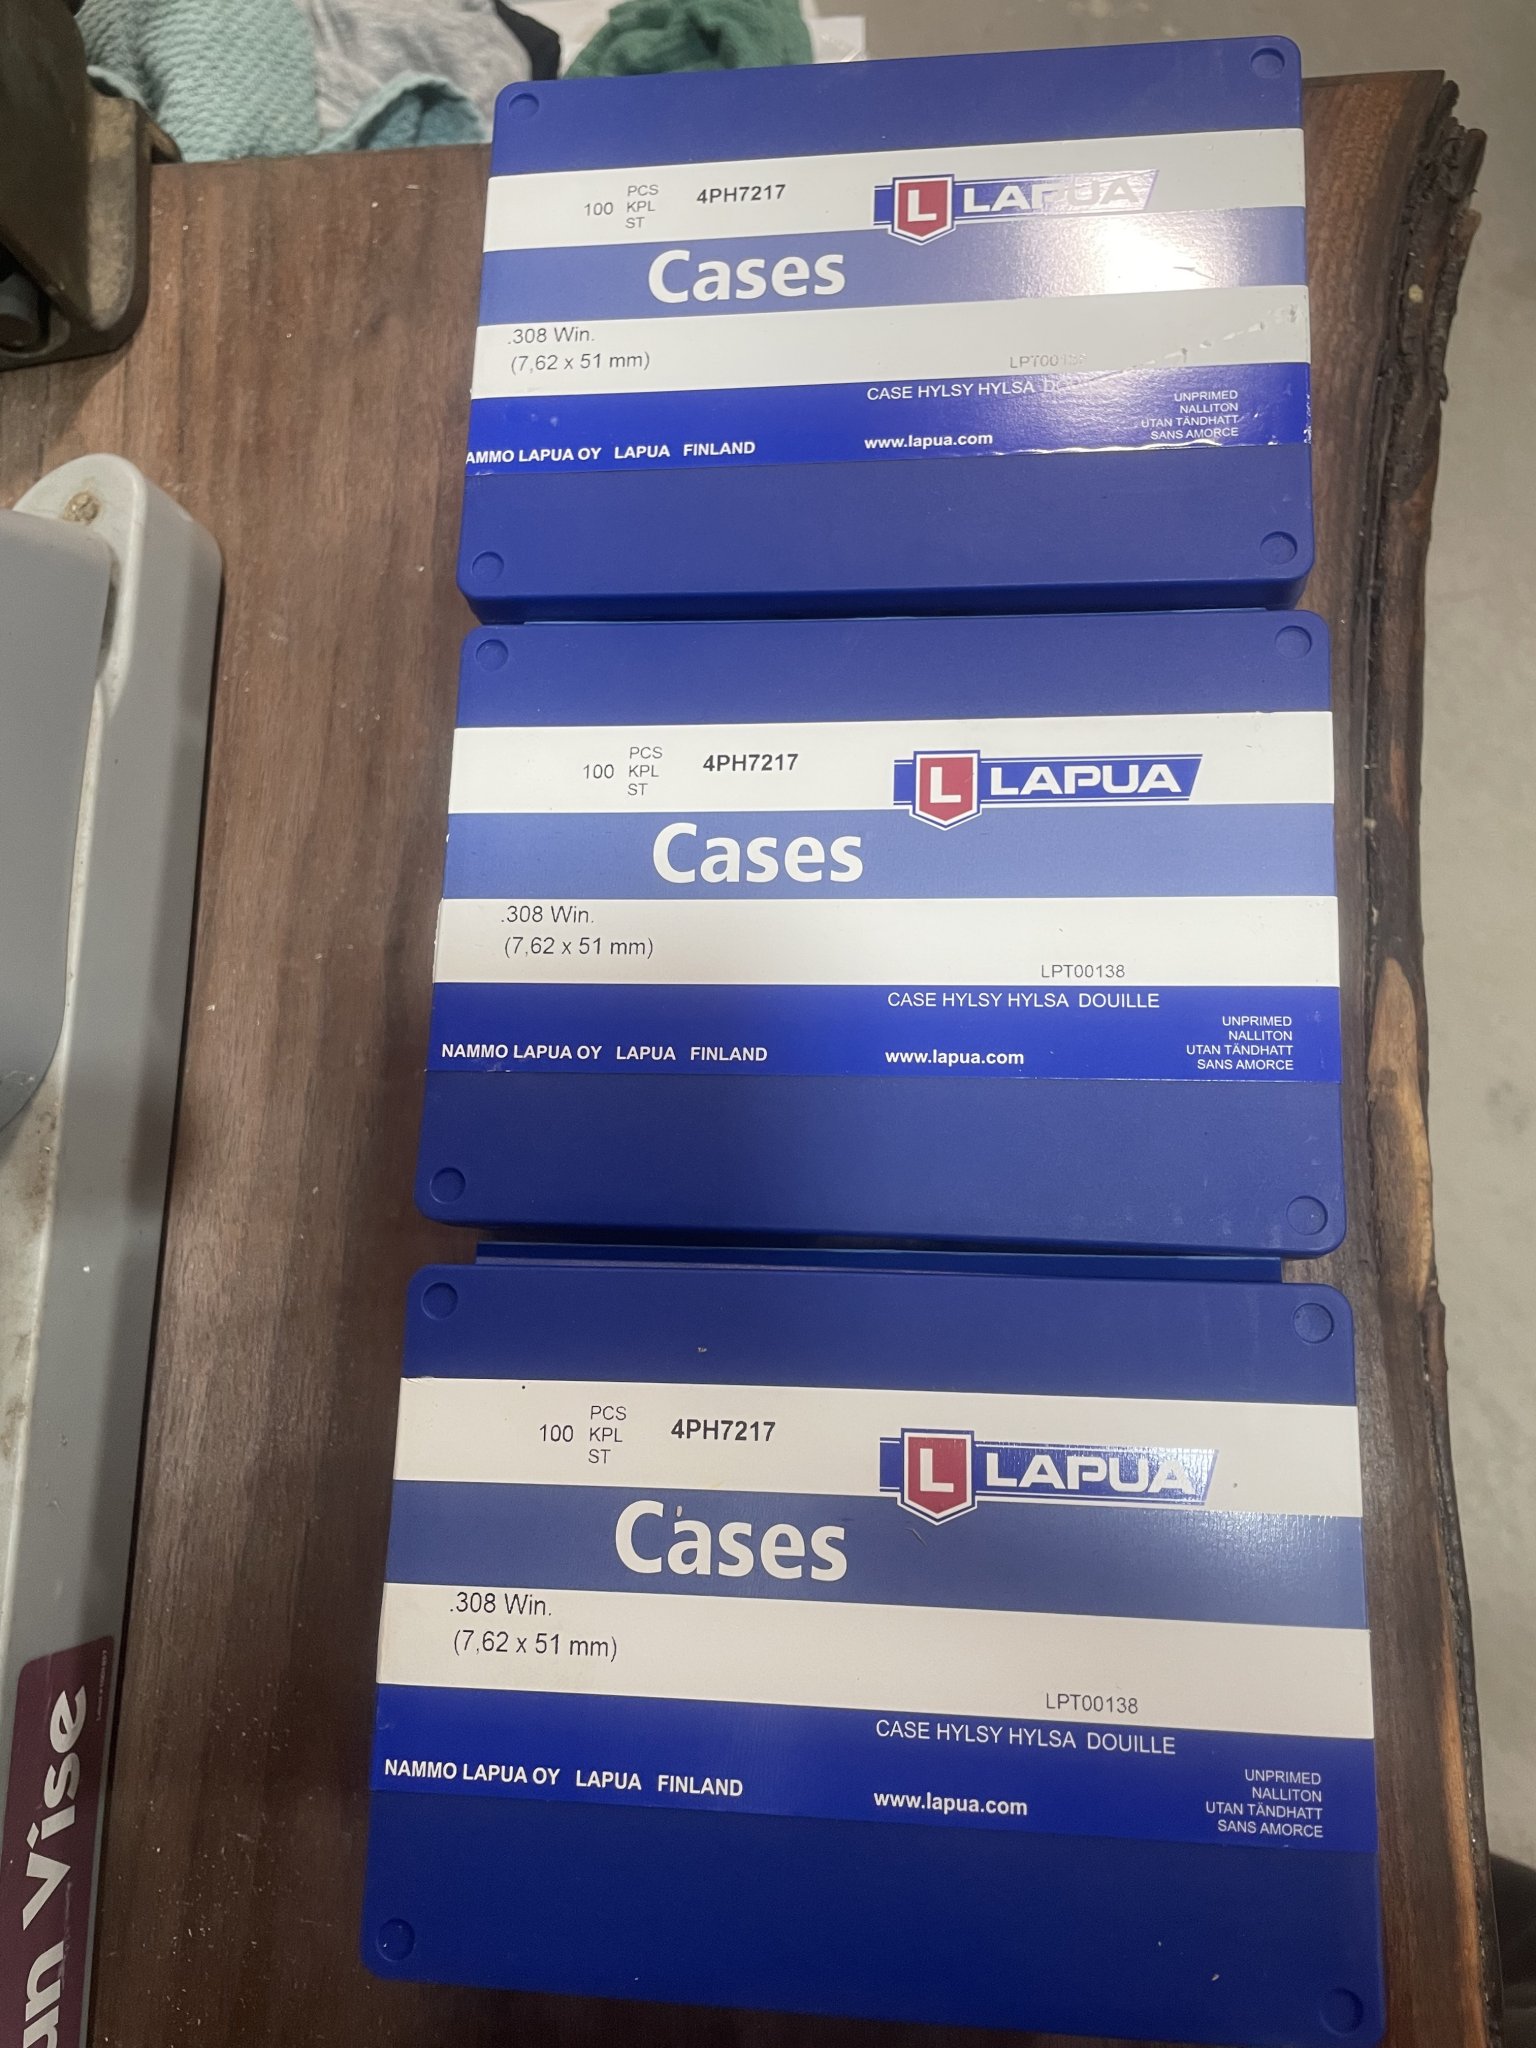 PCS
100 KPL
ST
4PH7217
L LAPUA
Cases
.308 Win.
(7,62 x 51 mm)
CASE HYLSY HYLSA
UNPRIMED
NALLITON
UTAN TÄNDHATT
SANS AMORCE
AMMO LAPUA OY LAPUA FINLAND
www.lapua.com
PCS
100 KPL
ST
4PH7217
L LAPUA
Cases
.308 Win.
(7,62 x 51 mm)
LPT00138
CASE HYLSY HYLSA DOUILLE
UNPRIMED
NALLITON
UTAN TÄNDHATT
SANS AMORCE
NAMMO LAPUA OY LAPUA FINLAND
www.lapua.com
PCS
100 KPL
ST
4PH7217
L LAPUA
Cases
.308 Win.
(7,62 x 51 mm)
LPT00138
CASE HYLSY HYLSA DOUILLE
UNPRIMED
NALLITON
UTAN TÄNDHATT
SANS AMORCE
NAMMO LAPUA OY LAPUA FINLAND
www.lapua.com
un Vise